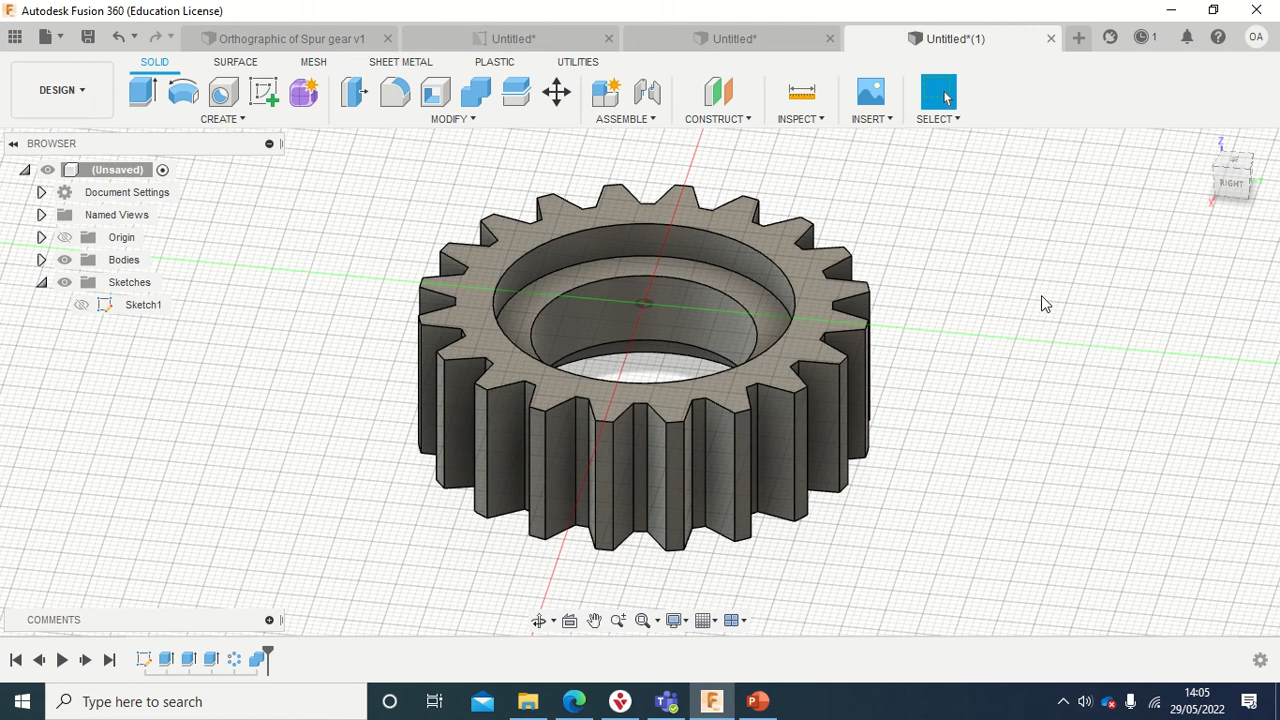 Autodesk Fusion 360 (Education License)
Orthographic of Spur gear v1
Untitled*
Untitled*
Untitled*(1)
1
OA
SOLID
SURFACE
MESH
SHEET METAL
PLASTIC
UTILITIES
DESIGN
CREATE
MODIFY
ASSEMBLE
CONSTRUCT
INSPECT
INSERT
SELECT
BROWSER
(Unsaved)
Document Settings
Named Views
Origin
Bodies
Sketches
Sketch1
Z
RIGHT
X
COMMENTS
Type here to search
14:05
29/05/2022